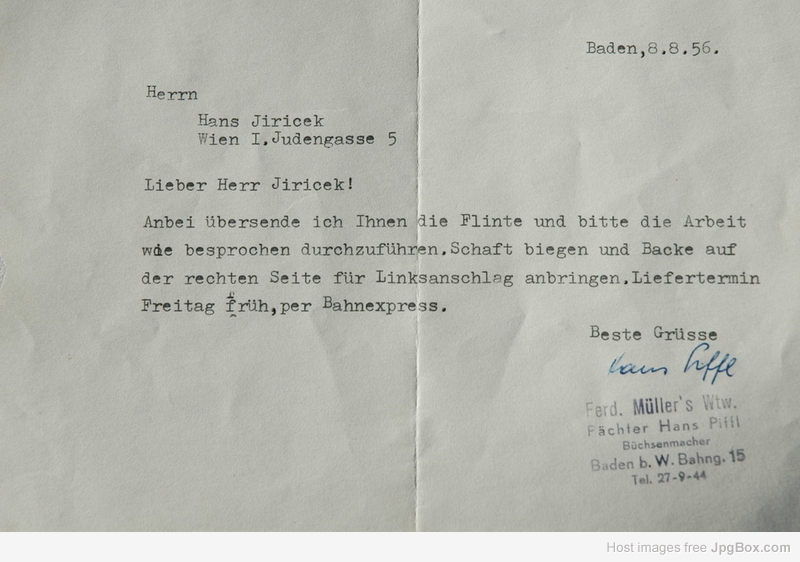 Baden,8.8.56.
Herrn
Hans Jiricek
Wien I.Judengasse 5
Lieber Herr Jiricek!
Anbei übersende ich Ihnen die Flinte und bitte die Arbeit
wie besprochen durchzuführen.Schaft biegen und Backe auf
der rechten Seite für Linksanschlag anbringen.Liefertermin
Freitag früh,per Bahnexpress.
Beste Grüsse
Hans Piffl
Ferd. Müller's Wtw.
Pächter Hans Piffl
Büchsenmacher
Baden b. W. Bahng. 15
Tel. 27-9-44
Host images free JpgBox.com